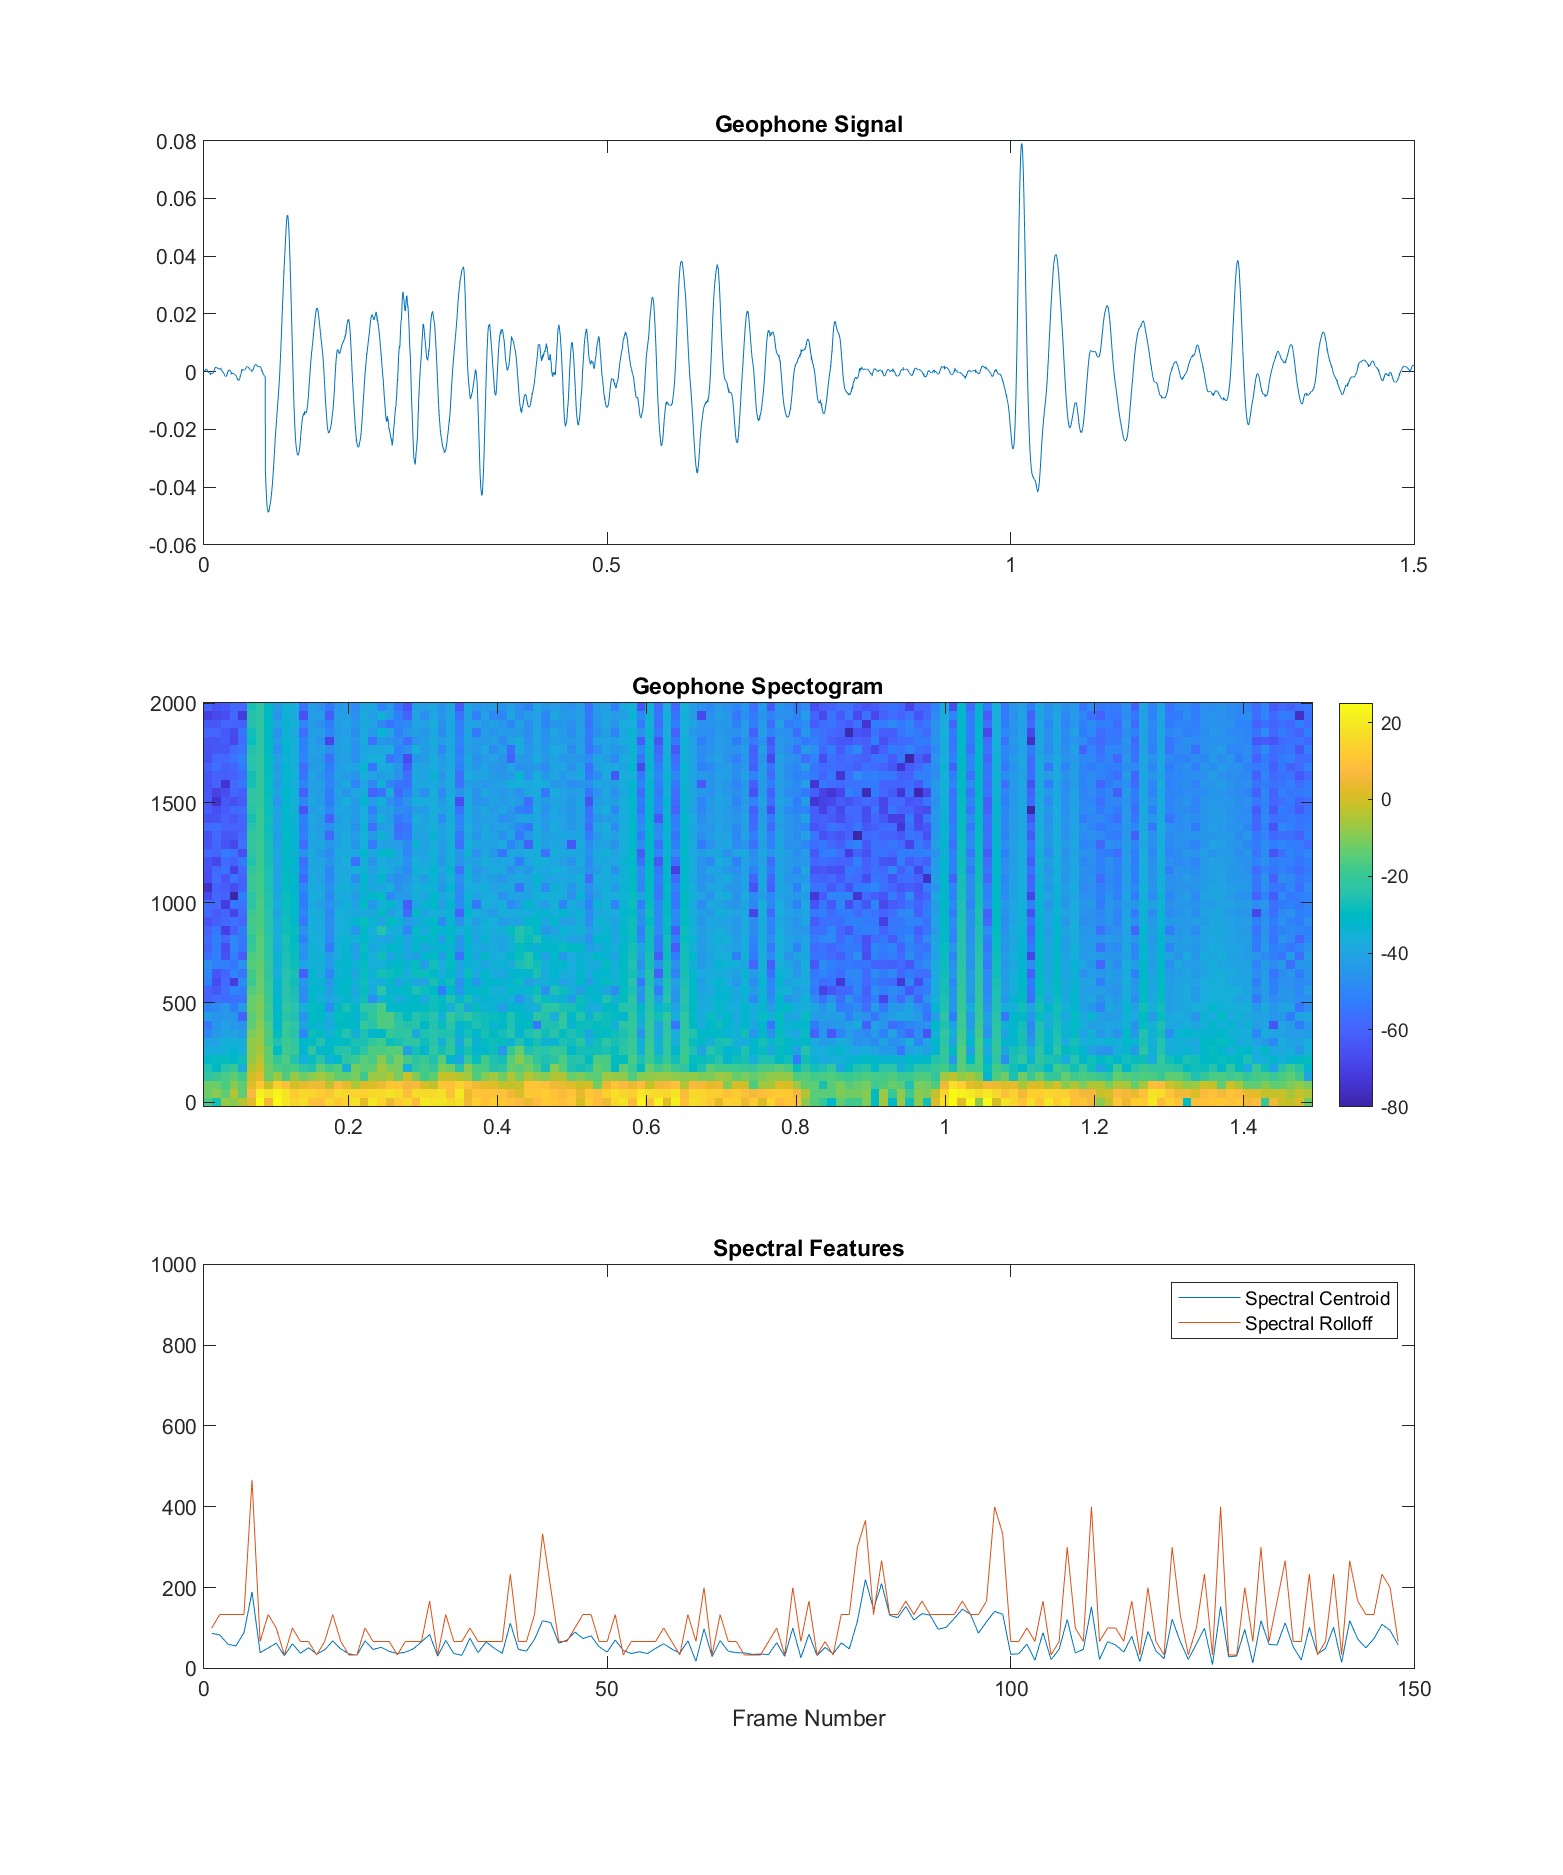 Geophone Signal
0.08
0.06
0.04
0.02
0
-0.02
-0.04
-0.06
0 0.5 1 1.5
Geophone Spectogram
2000
1500
1000
500
0
20
0
-20
-40
-60
-80
0.2 0.4 0.6 0.8 1 1.2 1.4
Spectral Features
1000
800
600
400
200
0
Spectral Centroid
Spectral Rolloff
0 50 100 150
Frame Number